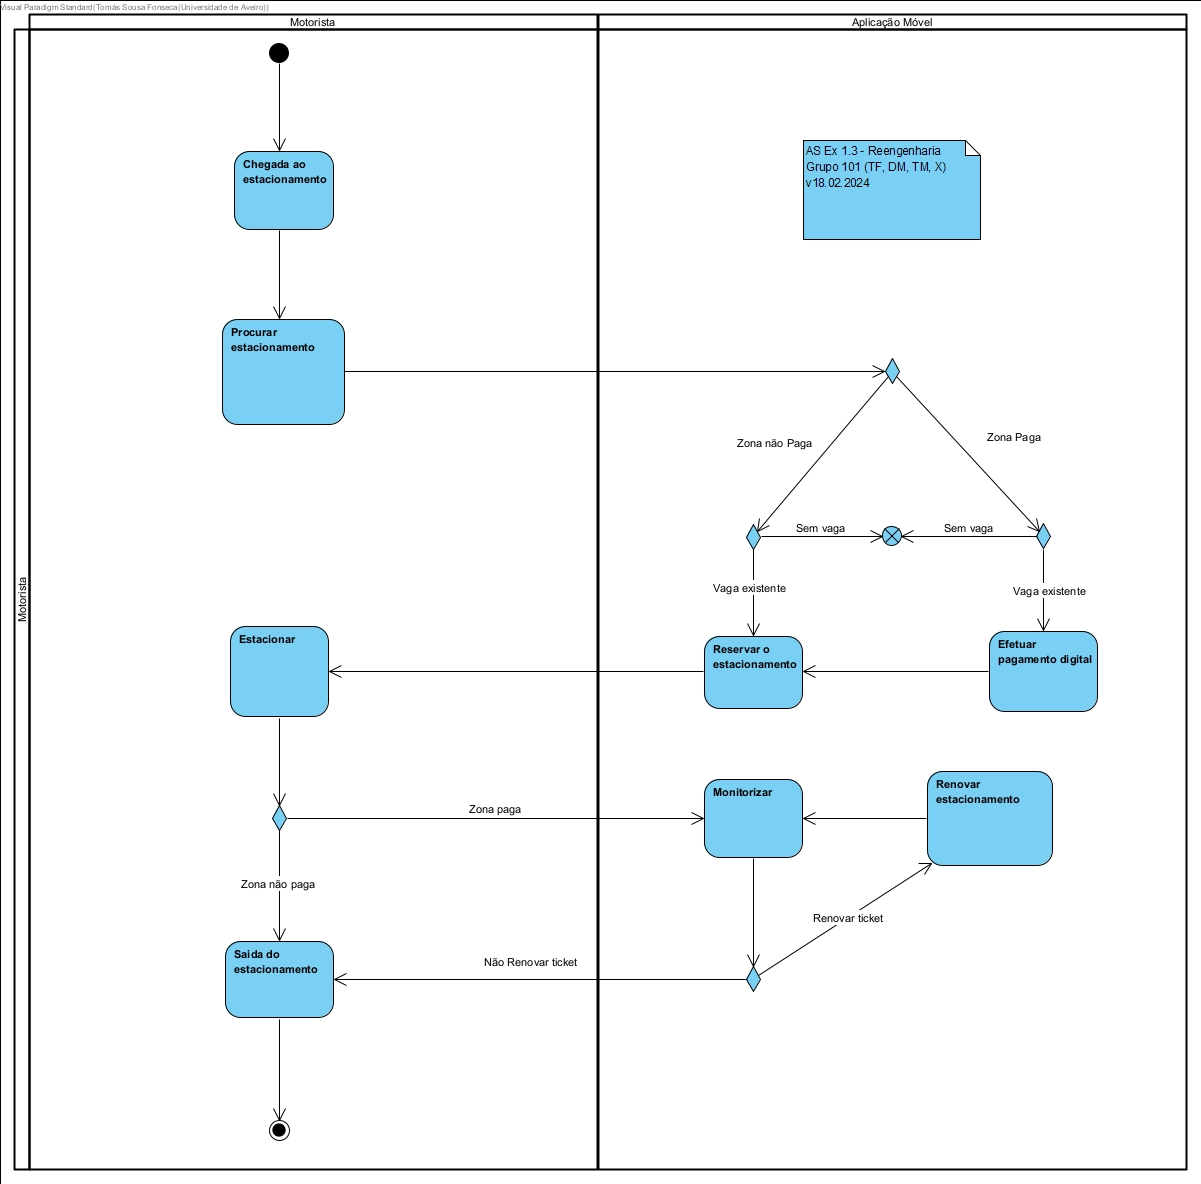 Visual Paradigm Standard(Tomás Sousa Fonseca(Universidade de Aveiro))
Motorista
Aplicação Móvel
Motorista
Chegada ao
estacionamento
AS Ex 1.3 - Reengenharia
Grupo 101 (TF, DM, TM, X)
v18.02.2024
Procurar
estacionamento
Zona não Paga
Zona Paga
Sem vaga
Sem vaga
Vaga existente
Vaga existente
Estacionar
Reservar o
estacionamento
Efetuar
pagamento digital
Zona paga
Monitorizar
Renovar
estacionamento
Zona não paga
Renovar ticket
Saida do
estacionamento
Não Renovar ticket